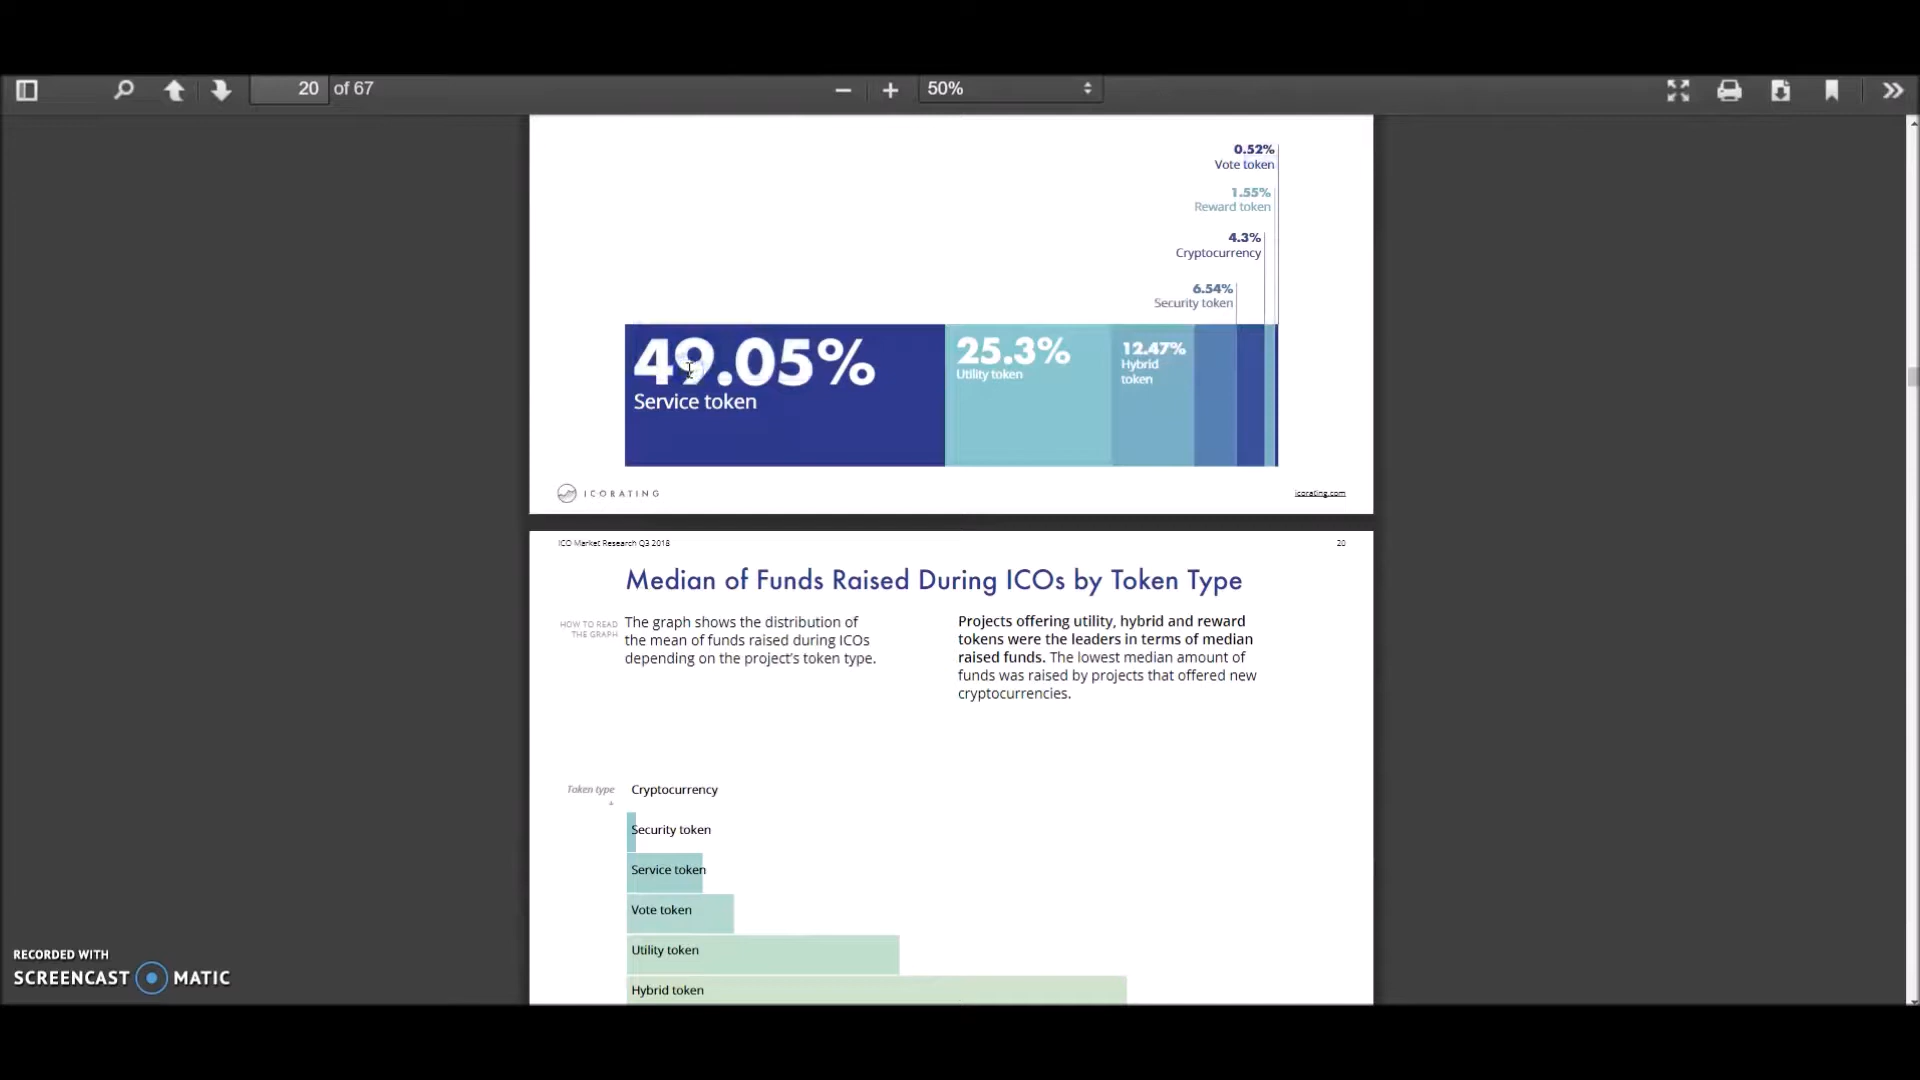 20 of 67
50%
0.52%
Vote token
1.55%
Reward token
4.3%
Cryptocurrency
6.54%
Security token
49.05%
Service token
25.3%
Utility token
12.47%
Hybrid
token
ICORATING
icorating.com
ICO Market Research Q3 2018
20
Median of Funds Raised During ICOs by Token Type
HOW TO READ
THE GRAPH
The graph shows the distribution of
the mean of funds raised during ICOs
depending on the project's token type.
Projects offering utility, hybrid and reward
tokens were the leaders in terms of median
raised funds. The lowest median amount of
funds was raised by projects that offered new
cryptocurrencies.
Token type
Cryptocurrency
Security token
Service token
Vote token
Utility token
Hybrid token
RECORDED WITH
SCREENCAST MATIC